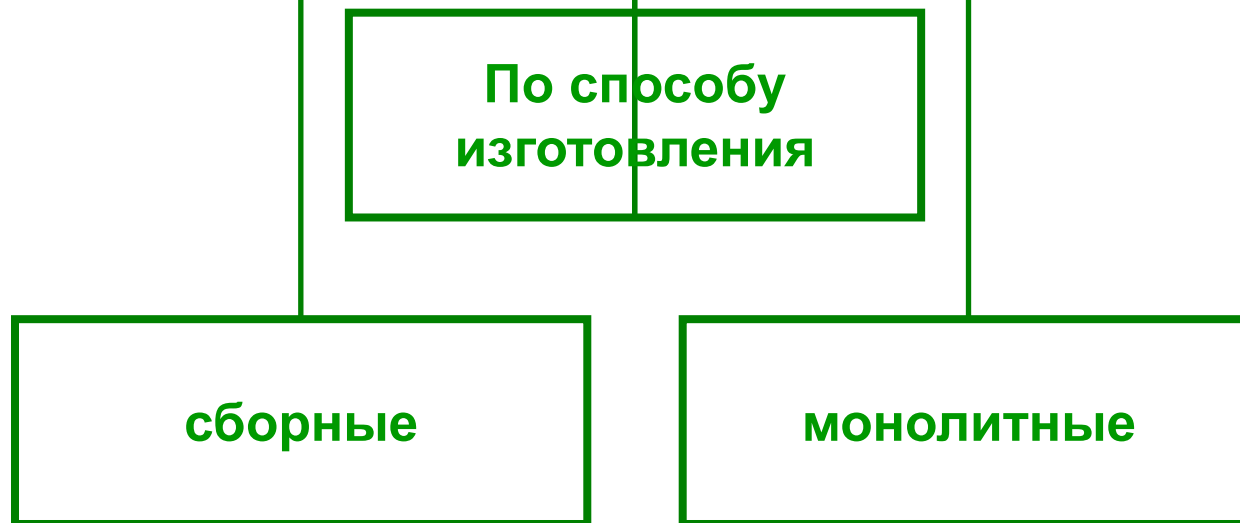 По способу
изготовления
сборные
монолитные